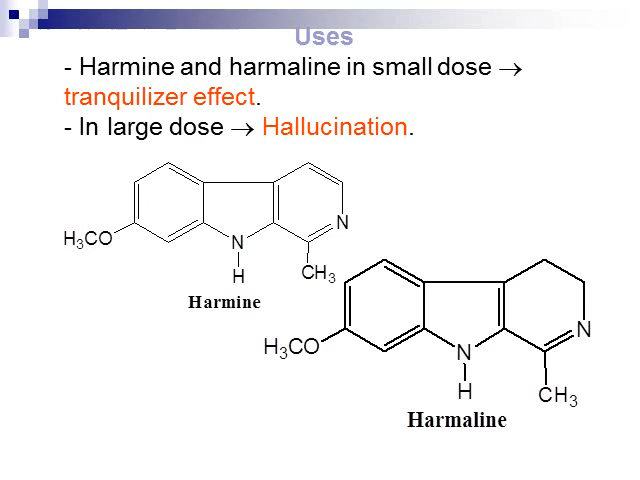 Uses
- Harmine and harmaline in small dose →
tranquilizer effect.
- In large dose → Hallucination.
N
H₃CO
N
H
CH₃
Harmine
N
H₃CO
N
H
CH₃
Harmaline